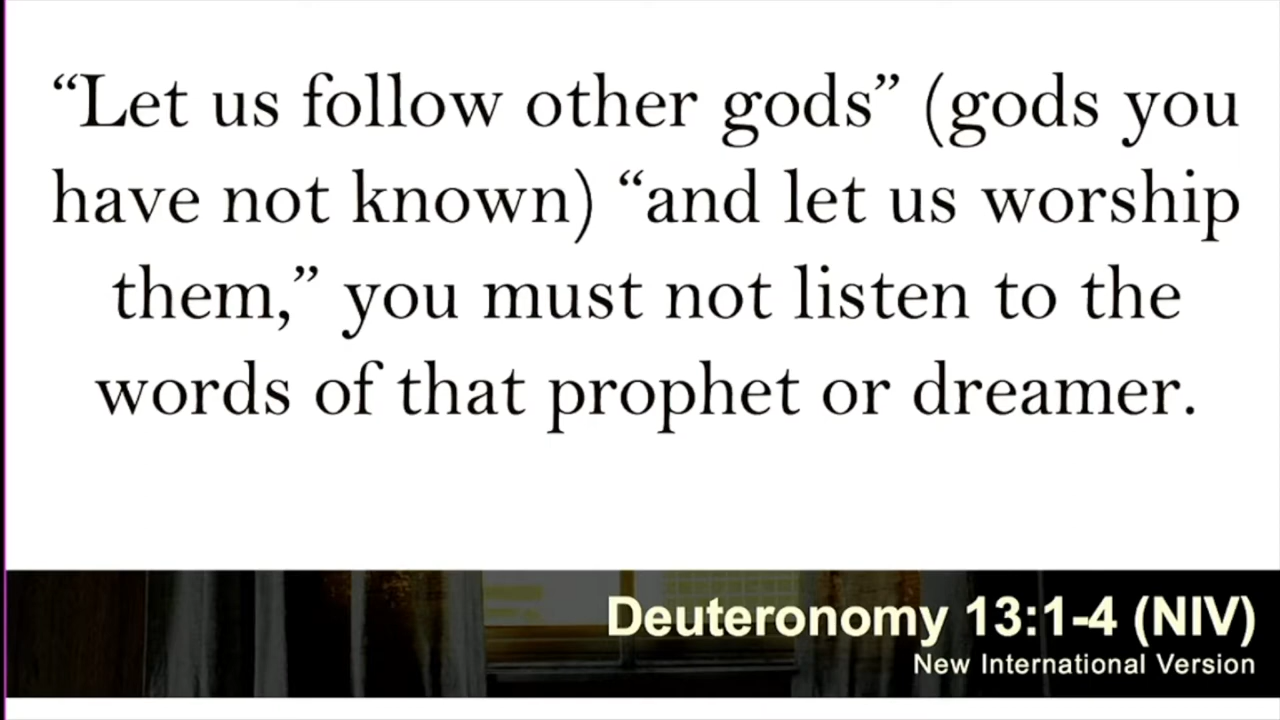 “Let us follow other gods” (gods you
have not known) “and let us worship
them,” you must not listen to the
words of that prophet or dreamer.
Deuteronomy 13:1-4 (NIV)
New International Version